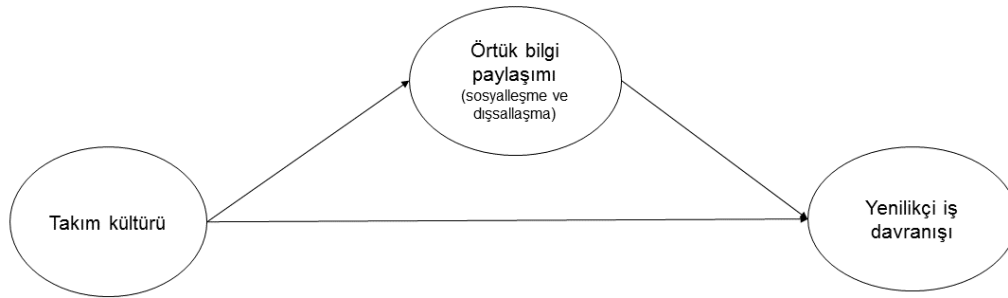 Örtük bilgi
paylaşımı
(sosyalleşme ve
dışsallaşma)
Takım kültürü
Yenilikçi iş
davranışı